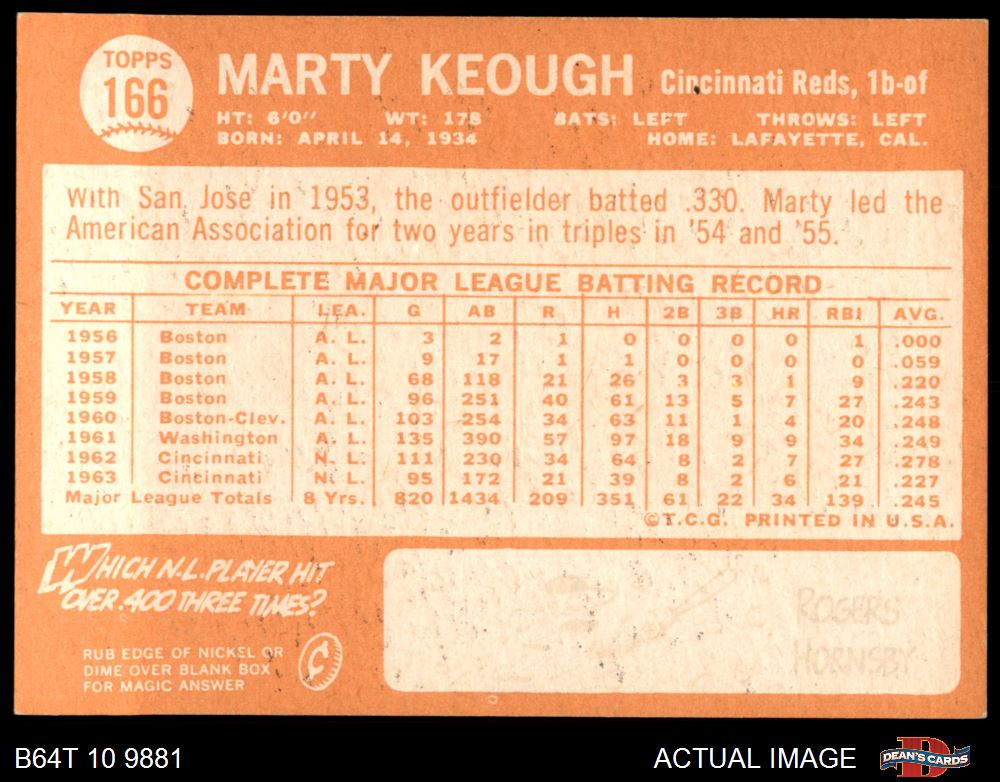 TOPPS
166
MARTY KEOUGH Cincinnati Reds, 1b-of
HT: 6'0" WT: 178 BATS: LEFT THROWS: LEFT
BORN: APRIL 14, 1934 HOME: LAFAYETTE, CAL.
With San Jose in 1953, the outfielder batted .330. Marty led the
American Association for two years in triples in '54 and '55.
COMPLETE MAJOR LEAGUE BATTING RECORD
YEAR TEAM LEA. G AB R H 2B 3B HR RBI AVG.
1956 Boston A. L. 3 2 1 0 0 0 0 1 .000
1957 Boston A. L. 9 17 1 1 0 0 0 0 .059
1958 Boston A. L. 68 118 21 26 3 3 1 9 .220
1959 Boston A. L. 96 251 40 61 13 5 7 27 .243
1960 Boston-Clev. A. L. 103 254 34 63 11 1 4 20 .248
1961 Washington A. L. 135 390 57 97 18 9 9 34 .249
1962 Cincinnati N. L. 111 230 34 64 8 2 7 27 .278
1963 Cincinnati N. L. 95 172 21 39 8 2 6 21 .227
Major League Totals 8 Yrs. 820 1434 209 351 61 22 34 139 .245
©T.C.G. PRINTED IN U.S.A.
WHICH N.L. PLAYER HIT
OVER .400 THREE TIMES?
RUB EDGE OF NICKEL OR
DIME OVER BLANK BOX
FOR MAGIC ANSWER
¢
ROGERS
HORNSBY
B64T 10 9881 ACTUAL IMAGE DEAN'S CARDS